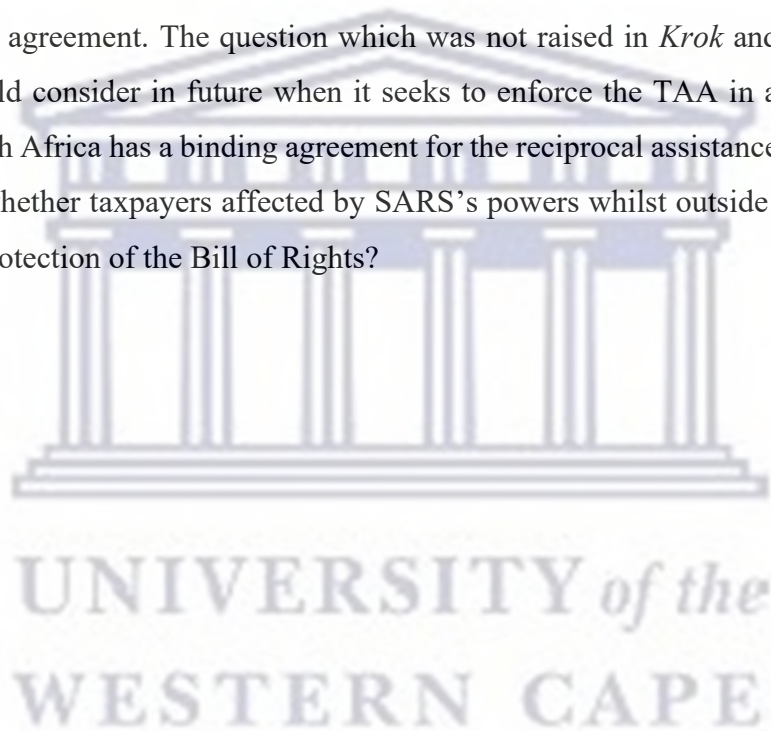 agreement. The question which was not raised in Krok and
ld consider in future when it seeks to enforce the TAA in a
h Africa has a binding agreement for the reciprocal assistance
hether taxpayers affected by SARS’s powers whilst outside
otection of the Bill of Rights?
UNIVERSITY of the
WESTERN CAPE